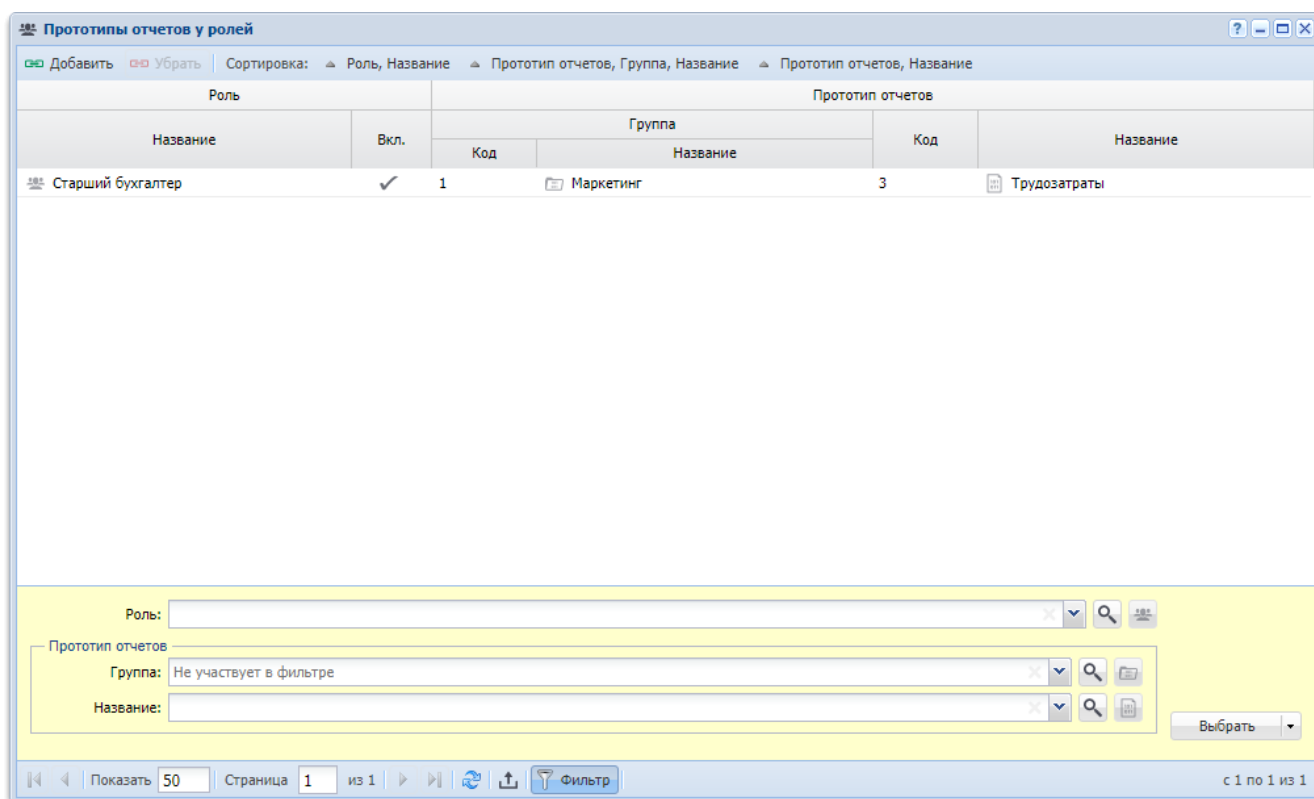 Прототипы отчетов у ролей
Добавить Убрать Сортировка: Роль, Название Прототип отчетов, Группа, Название Прототип отчетов, Название
Роль Прототип отчетов
Название Вкл. Группа Код Название
Код Название
Старший бухгалтер 1 Маркетинг 3 Трудозатраты
Роль:
Прототип отчетов
Группа: Не участвует в фильтре
Название:
Выбрать
Показать 50 Страница 1 из 1 Фильтр с 1 по 1 из 1